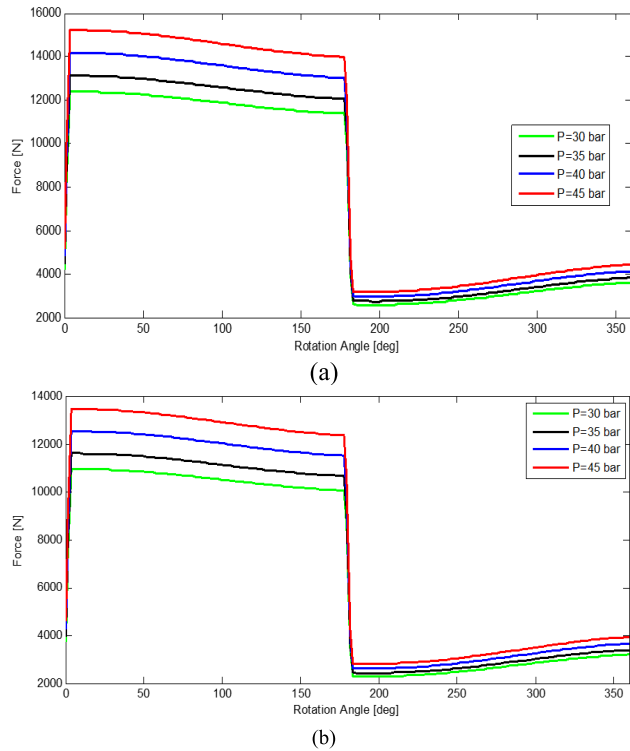 16000
14000
12000
10000
8000
6000
4000
2000
Force [N]
P=30 bar
P=35 bar
P=40 bar
P=45 bar
0 50 100 150 200 250 300 350
Rotation Angle [deg]
(a)
14000
12000
10000
8000
6000
4000
2000
Force [N]
P=30 bar
P=35 bar
P=40 bar
P=45 bar
0 50 100 150 200 250 300 350
Rotation Angle [deg]
(b)